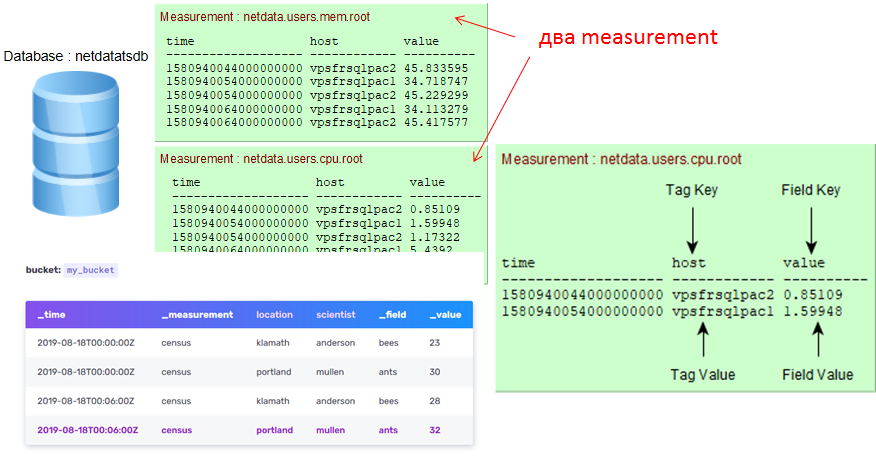 Database : netdatatsdb
Measurement : netdata.users.mem.root
time host value
-------------------- ----------- ----------
1580940044000000000 vpsfrsqlpac2 45.833595
1580940054000000000 vpsfrsqlpac1 34.718747
1580940054000000000 vpsfrsqlpac2 45.229299
1580940064000000000 vpsfrsqlpac1 34.113279
1580940064000000000 vpsfrsqlpac2 45.417577
два measurement
Measurement : netdata.users.cpu.root
time host value
-------------------- ----------- ----------
1580940044000000000 vpsfrsqlpac2 0.85109
1580940054000000000 vpsfrsqlpac1 1.59948
1580940054000000000 vpsfrsqlpac2 1.17322
1580940064000000000 vpsfrsqlpac1 5.4392
Measurement : netdata.users.cpu.root
Tag Key Field Key
time host value
-------------------- ----------- ----------
1580940044000000000 vpsfrsqlpac2 0.85109
1580940054000000000 vpsfrsqlpac1 1.59948
Tag Value Field Value
bucket: my_bucket
_time _measurement location scientist _field _value
2019-08-18T00:00:00Z census klamath anderson bees 23
2019-08-18T00:00:00Z census portland mullen ants 30
2019-08-18T00:06:00Z census klamath anderson bees 28
2019-08-18T00:06:00Z census portland mullen ants 32